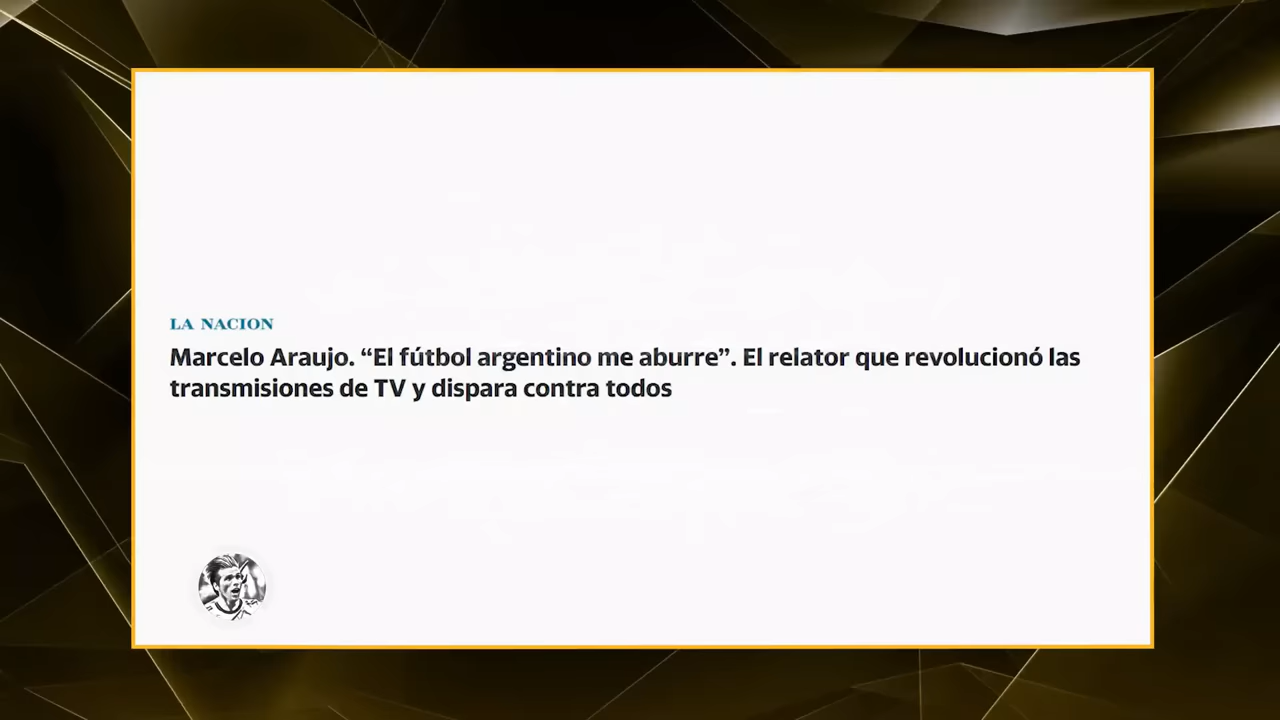 LA NACION
Marcelo Araujo. “El fútbol argentino me aburre”. El relator que revolucionó las
transmisiones de TV y dispara contra todos